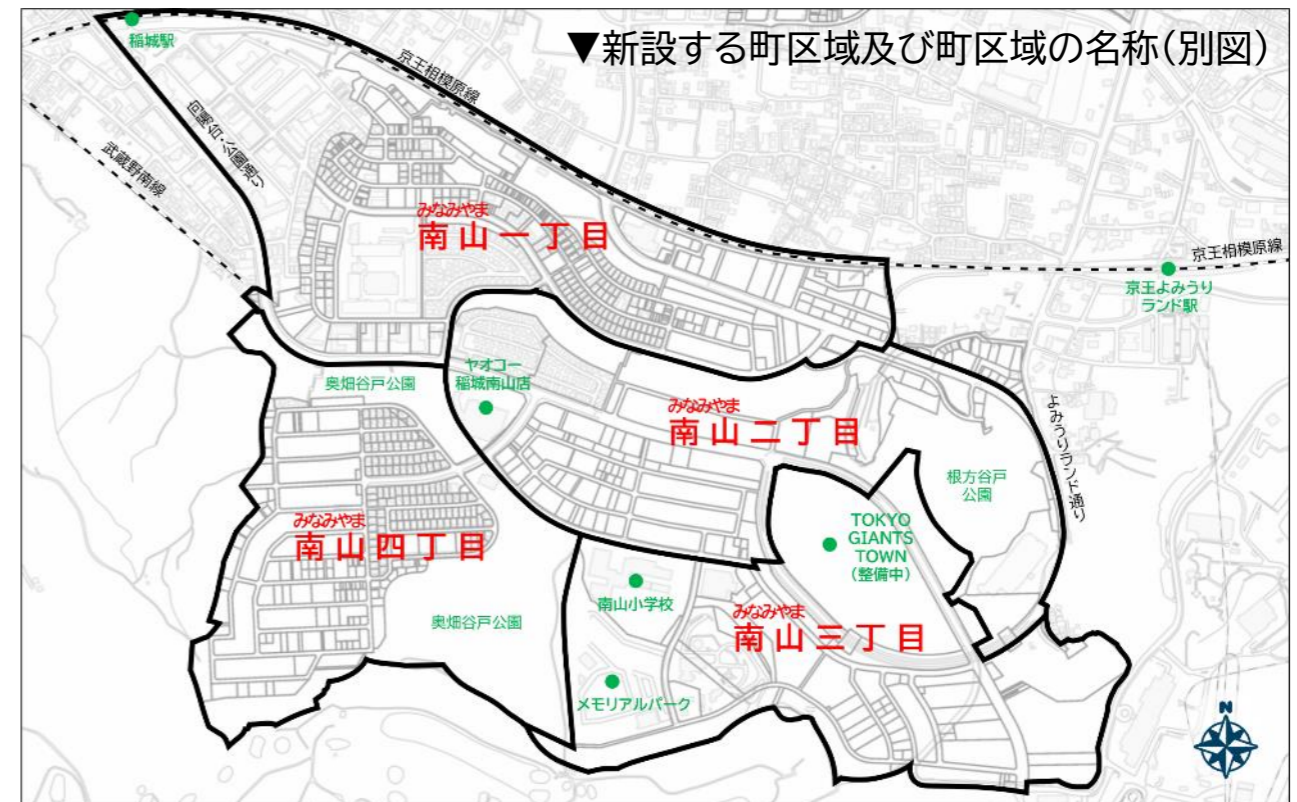 ▼新設する町区域及び町区域の名称(別図)
稲城駅
京王相模原線
向陽台・公園通り
武蔵野南線
みなみやま
南山一丁目
京王相模原線
京王よみうり
ランド駅
ヤオコー
稲城南山店
奥畑谷戸公園
みなみやま
南山二丁目
よみうりランド通り
根方谷戸
公園
みなみやま
南山四丁目
TOKYO
GIANTS
TOWN
(整備中)
南山小学校
みなみやま
南山三丁目
奥畑谷戸公園
メモリアルパーク
N